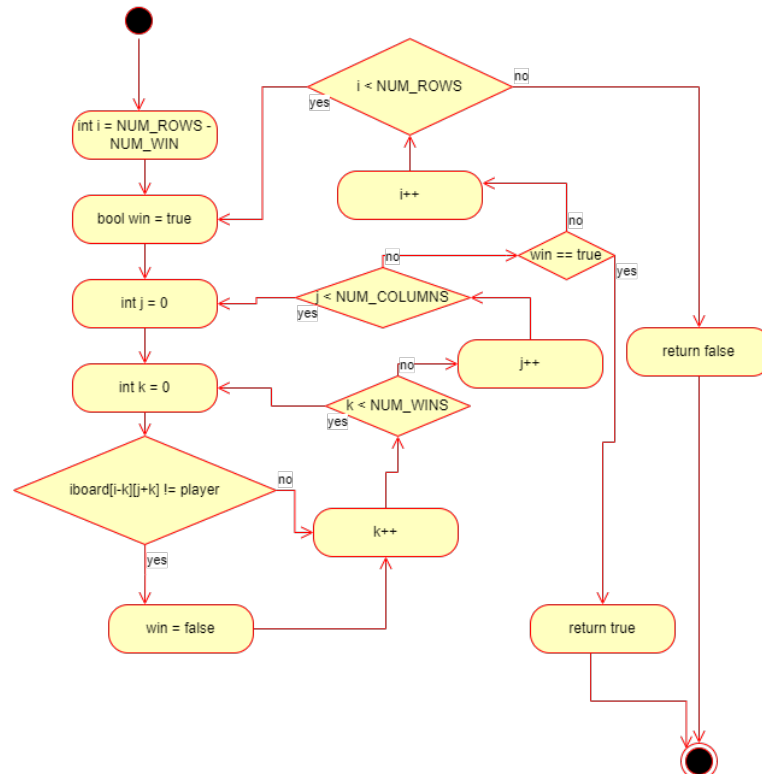 i < NUM_ROWS
no
yes
int i = NUM_ROWS -
NUM_WIN
i++
bool win = true
no
win == true
no
yes
int j = 0
j < NUM_COLUMNS
yes
return false
j++
no
int k = 0
k < NUM_WINS
yes
iboard[i-k][j+k] != player
no
k++
yes
win = false
return true